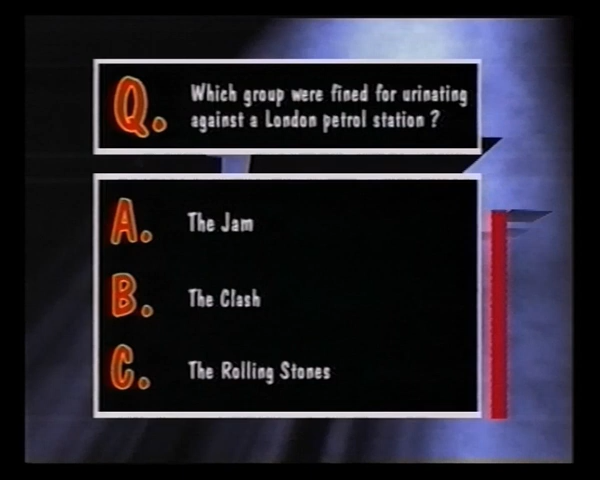 Q. Which group were fined for urinating
against a London petrol station ?
A. The Jam
B. The Clash
C. The Rolling Stones